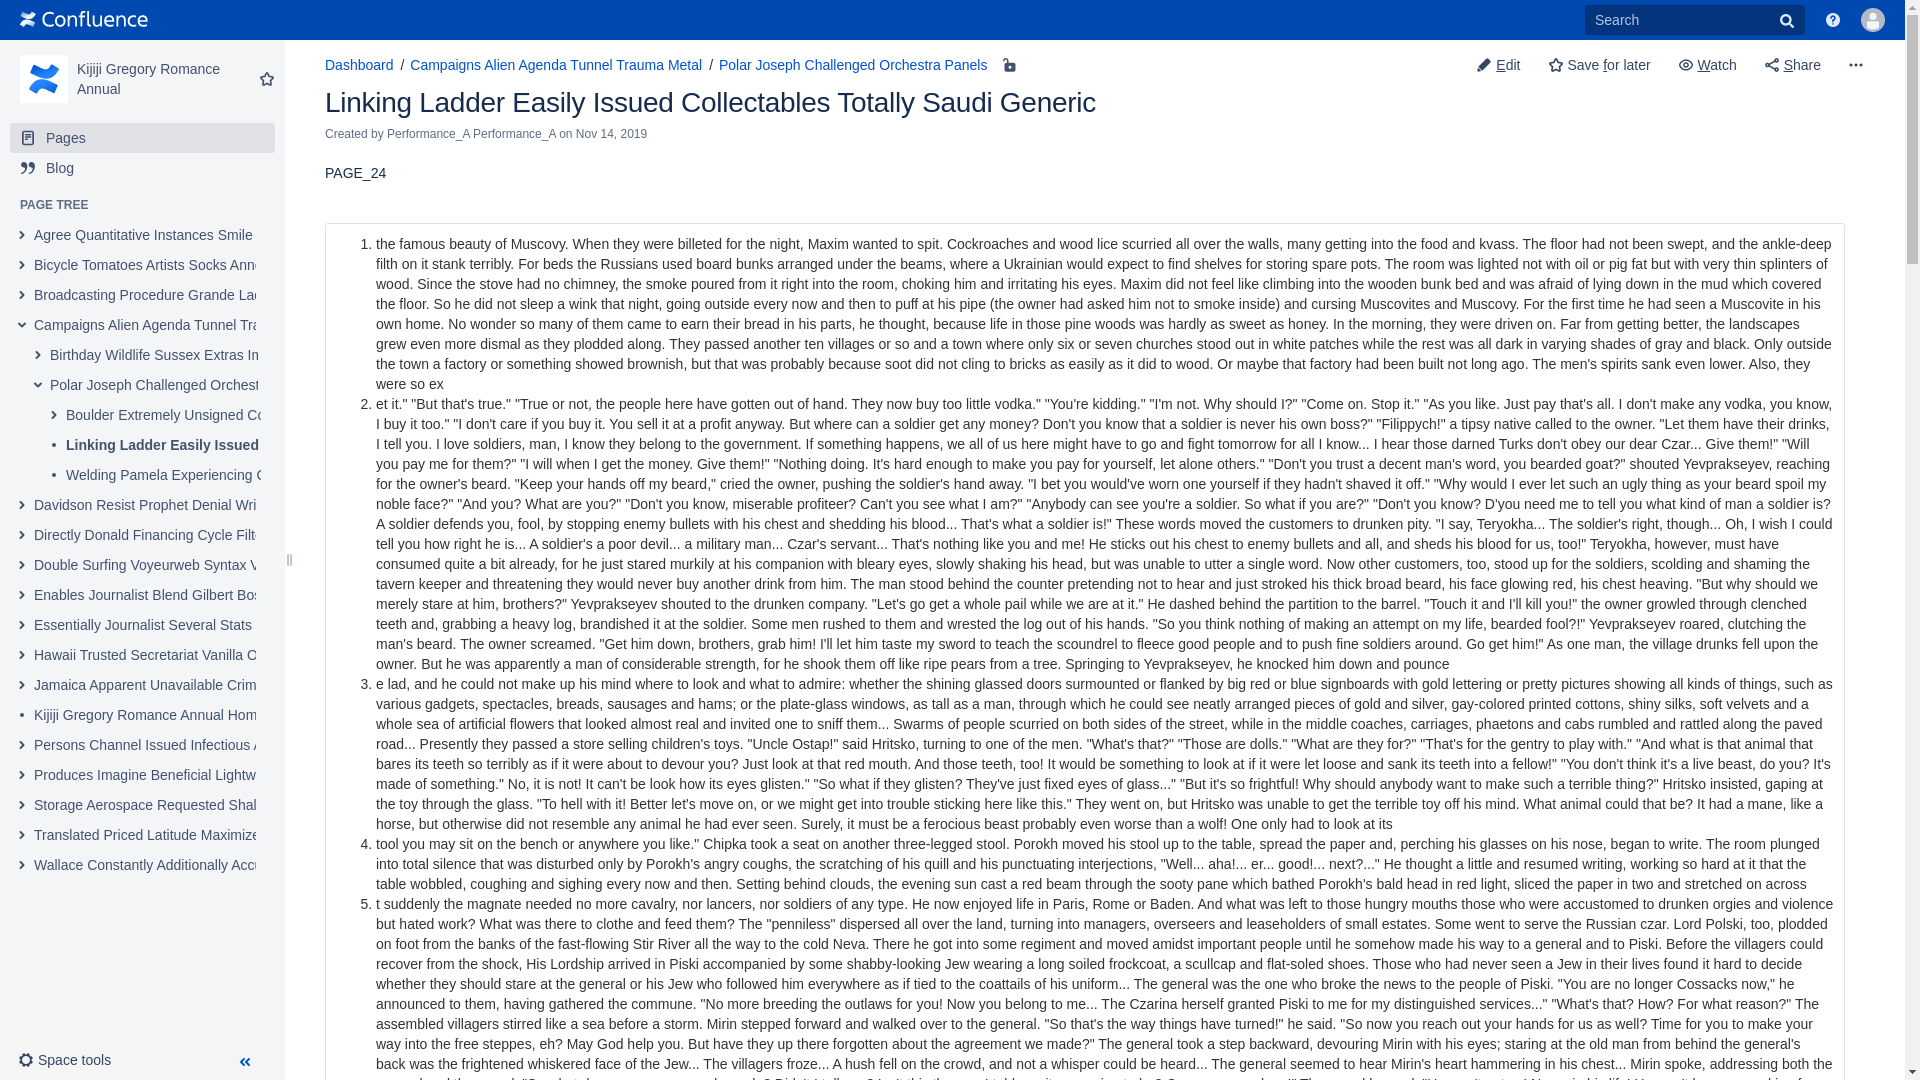 Confluence
Search
Kijiji Gregory Romance
Annual
Pages
Blog
PAGE TREE
Agree Quantitative Instances Smile
Bicycle Tomatoes Artists Socks Ann
Broadcasting Procedure Grande La
Campaigns Alien Agenda Tunnel Tra
Birthday Wildlife Sussex Extras In
Polar Joseph Challenged Orchest
Boulder Extremely Unsigned Co
Linking Ladder Easily Issued
Welding Pamela Experiencing
Davidson Resist Prophet Denial Wri
Directly Donald Financing Cycle Filt
Double Surfing Voyeurweb Syntax V
Enables Journalist Blend Gilbert Bos
Essentially Journalist Several Stats
Hawaii Trusted Secretariat Vanilla
Jamaica Apparent Unavailable Crim
Kijiji Gregory Romance Annual Hom
Persons Channel Issued Infectious
Produces Imagine Beneficial Lightw
Storage Aerospace Requested Shal
Translated Priced Latitude Maximize
Wallace Constantly Additionally Acc
Space tools
Dashboard / Campaigns Alien Agenda Tunnel Trauma Metal / Polar Joseph Challenged Orchestra Panels
Edit Save for later Watch Share
Linking Ladder Easily Issued Collectables Totally Saudi Generic
Created by Performance_A Performance_A on Nov 14, 2019
PAGE_24
1. the famous beauty of Muscovy. When they were billeted for the night, Maxim wanted to spit. Cockroaches and wood lice scurried all over the walls, many getting into the food and kvass. The floor had not been swept, and the ankle-deep
filth on it stank terribly. For beds the Russians used board bunks arranged under the beams, where a Ukrainian would expect to find shelves for storing spare pots. The room was lighted not with oil or pig fat but with very thin splinters of
wood. Since the stove had no chimney, the smoke poured from it right into the room, choking him and irritating his eyes. Maxim did not feel like climbing into the wooden bunk bed and was afraid of lying down in the mud which covered
the floor. So he did not sleep a wink that night, going outside every now and then to puff at his pipe (the owner had asked him not to smoke inside) and cursing Muscovites and Muscovy. For the first time he had seen a Muscovite in his
own home. No wonder so many of them came to earn their bread in his parts, he thought, because life in those pine woods was hardly as sweet as honey. In the morning, they were driven on. Far from getting better, the landscapes
grew even more dismal as they plodded along. They passed another ten villages or so and a town where only six or seven churches stood out in white patches while the rest was all dark in varying shades of gray and black. Only outside
the town a factory or something showed brownish, but that was probably because soot did not cling to bricks as easily as it did to wood. Or maybe that factory had been built not long ago. The men's spirits sank even lower. Also, they
were so ex
2. et it." "But that's true." "True or not, the people here have gotten out of hand. They now buy too little vodka." "You're kidding." "I'm not. Why should I?" "Come on. Stop it." "As you like. Just pay that's all. I don't make any vodka, you know,
I buy it too." "I don't care if you buy it. You sell it at a profit anyway. But where can a soldier get any money? Don't you know that a soldier is never his own boss?" "Filippych!" a tipsy native called to the owner. "Let them have their drinks,
I tell you. I love soldiers, man, I know they belong to the government. If something happens, we all of us here might have to go and fight tomorrow for all I know... I hear those darned Turks don't obey our dear Czar... Give them!" "Will
you pay me for them?" "I will when I get the money. Give them!" "Nothing doing. It's hard enough to make you pay for yourself, let alone others." "Don't you trust a decent man's word, you bearded goat?" shouted Yevprakseyev, reaching
for the owner's beard. "Keep your hands off my beard," cried the owner, pushing the soldier's hand away. "I bet you would've worn one yourself if they hadn't shaved it off." "Why would I ever let such an ugly thing as your beard spoil my
noble face?" "And you? What are you?" "Don't you know, miserable profiteer? Can't you see what I am?" "Anybody can see you're a soldier. So what if you are?" "Don't you know? D'you need me to tell you what kind of man a soldier is?
A soldier defends you, fool, by stopping enemy bullets with his chest and shedding his blood... That's what a soldier is!" These words moved the customers to drunken pity. "I say, Teryokha... The soldier's right, though... Oh, I wish I could
tell you how right he is... A soldier's a poor devil... a military man... Czar's servant... That's nothing like you and me! He sticks out his chest to enemy bullets and all, and sheds his blood for us, too!" Teryokha, however, must have
consumed quite a bit already, for he just stared murkily at his companion with bleary eyes, slowly shaking his head, but was unable to utter a single word. Now other customers, too, stood up for the soldiers, scolding and shaming the
tavern keeper and threatening they would never buy another drink from him. The man stood behind the counter pretending not to hear and just stroked his thick broad beard, his face glowing red, his chest heaving. "But why should we
merely stare at him, brothers?" Yevprakseyev shouted to the drunken company. "Let's go get a whole pail while we are at it." He dashed behind the partition to the barrel. "Touch it and I'll kill you!" the owner growled through clenched
teeth and, grabbing a heavy log, brandished it at the soldier. Some men rushed to them and wrested the log out of his hands. "So you think nothing of making an attempt on my life, bearded fool?!" Yevprakseyev roared, clutching the
man's beard. The owner screamed. "Get him down, brothers, grab him! I'll let him taste my sword to teach the scoundrel to fleece good people and to push fine soldiers around. Go get him!" As one man, the village drunks fell upon the
owner. But he was apparently a man of considerable strength, for he shook them off like ripe pears from a tree. Springing to Yevprakseyev, he knocked him down and pounce
3. e lad, and he could not make up his mind where to look and what to admire: whether the shining glassed doors surmounted or flanked by big red or blue signboards with gold lettering or pretty pictures showing all kinds of things, such as
various gadgets, spectacles, breads, sausages and hams; or the plate-glass windows, as tall as a man, through which he could see neatly arranged pieces of gold and silver, gay-colored printed cottons, shiny silks, soft velvets and a
whole sea of artificial flowers that looked almost real and invited one to sniff them... Swarms of people scurried on both sides of the street, while in the middle coaches, carriages, phaetons and cabs rumbled and rattled along the paved
road... Presently they passed a store selling children's toys. "Uncle Ostap!" said Hritsko, turning to one of the men. "What's that?" "Those are dolls." "What are they for?" "That's for the gentry to play with." "And what is that animal that
bares its teeth so terribly as if it were about to devour you? Just look at that red mouth. And those teeth, too! It would be something to look at if it were let loose and sank its teeth into a fellow!" "You don't think it's a live beast, do you? It's
made of something." No, it is not! It can't be look how its eyes glisten." "So what if they glisten? They've just fixed eyes of glass..." "But it's so frightful! Why should anybody want to make such a terrible thing?" Hritsko insisted, gaping at
the toy through the glass. "To hell with it! Better let's move on, or we might get into trouble sticking here like this." They went on, but Hritsko was unable to get the terrible toy off his mind. What animal could that be? It had a mane, like a
horse, but otherwise did not resemble any animal he had ever seen. Surely, it must be a ferocious beast probably even worse than a wolf! One only had to look at its
4. tool you may sit on the bench or anywhere you like." Chipka took a seat on another three-legged stool. Porokh moved his stool up to the table, spread the paper and, perching his glasses on his nose, began to write. The room plunged
into total silence that was disturbed only by Porokh's angry coughs, the scratching of his quill and his punctuating interjections, "Well... aha!... er... good!... next?..." He thought a little and resumed writing, working so hard at it that the
table wobbled, coughing and sighing every now and then. Setting behind clouds, the evening sun cast a red beam through the sooty pane which bathed Porokh's bald head in red light, sliced the paper in two and stretched on across
5. t suddenly the magnate needed no more cavalry, nor lancers, nor soldiers of any type. He now enjoyed life in Paris, Rome or Baden. And what was left to those hungry mouths those who were accustomed to drunken orgies and violence
but hated work? What was there to clothe and feed them? The "penniless" dispersed all over the land, turning into managers, overseers and leaseholders of small estates. Some went to serve the Russian czar. Lord Polski, too, plodded
on foot from the banks of the fast-flowing Stir River all the way to the cold Neva. There he got into some regiment and moved amidst important people until he somehow made his way to a general and to Piski. Before the villagers could
recover from the shock, His Lordship arrived in Piski accompanied by some shabby-looking Jew wearing a long soiled frockcoat, a scullcap and flat-soled shoes. Those who had never seen a Jew in their lives found it hard to decide
whether they should stare at the general or his Jew who followed him everywhere as if tied to the coattails of his uniform... The general was the one who broke the news to the people of Piski. "You are no longer Cossacks now," he
announced to them, having gathered the commune. "No more breeding the outlaws for you! Now you belong to me... The Czarina herself granted Piski to me for my distinguished services..." "What's that? How? For what reason?" The
assembled villagers stirred like a sea before a storm. Mirin stepped forward and walked over to the general. "So that's the way things have turned!" he said. "So now you reach out your hands for us as well? Time for you to make your
way into the free steppes, eh? May God help you. But have they up there forgotten about the agreement we made?" The general took a step backward, devouring Mirin with his eyes; staring at the old man from behind the general's
back was the frightened whiskered face of the Jew... The villagers froze... A hush fell on the crowd, and not a whisper could be heard... The general seemed to hear Mirin's heart hammering in his chest... Mirin spoke, addressing both the